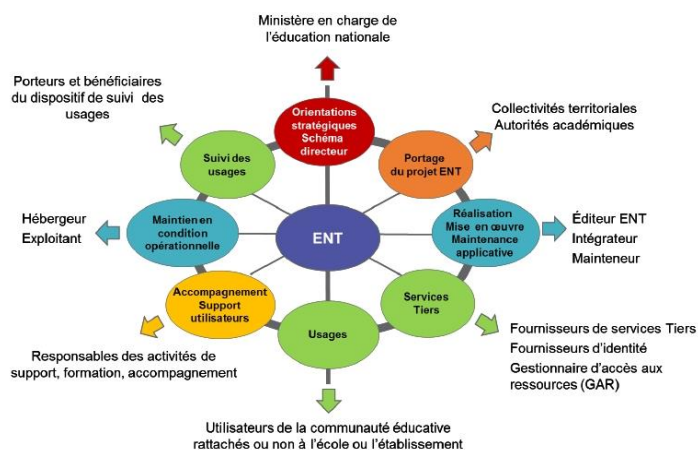 Ministère en charge de
l'éducation nationale
Porteurs et bénéficiaires
du dispositif de suivi des
usages
Collectivités territoriales
Autorités académiques
Orientations
stratégiques
Schéma
directeur
Suivi des
usages
Portage
du projet ENT
Hébergeur
Exploitant
Maintien en
condition
opérationnelle
ENT
Réalisation
Mise en œuvre
Maintenance
applicative
Éditeur ENT
Intégrateur
Mainteneur
Accompagnement
Support
utilisateurs
Usages
Services
Tiers
Responsables des activités de
support, formation, accompagnement
Fournisseurs de services Tiers
Fournisseurs d'identité
Gestionnaire d'accès aux
ressources (GAR)
Utilisateurs de la communauté éducative
rattachés ou non à l'école ou l'établissement